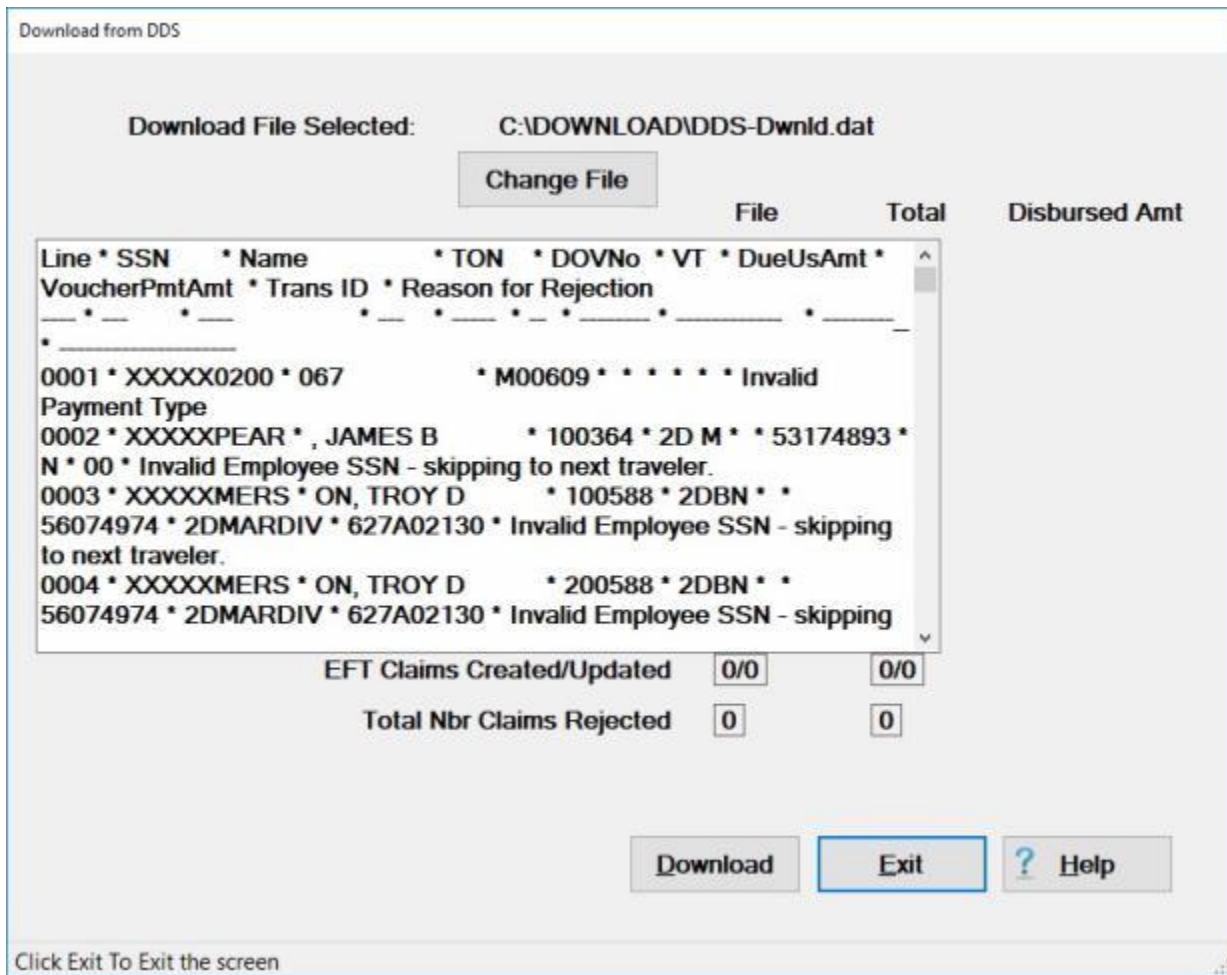 Download from DDS
Download File Selected: C:\DOWNLOAD\DDS-Dwnld.dat
Change File
File Total Disbursed Amt
Line * SSN * Name * TON * DOVNo * VT * DueUsAmt *
VoucherPmtAmt * Trans ID * Reason for Rejection
---- * --- * ---- * --- * ----- * -- * -------- * ------------ * --------_
* --------------------
0001 * XXXXX0200 * 067 * M00609 * * * * * * Invalid
Payment Type
0002 * XXXXXPEAR * , JAMES B * 100364 * 2D M * * 53174893 *
N * 00 * Invalid Employee SSN - skipping to next traveler.
0003 * XXXXXMERS * ON, TROY D * 100588 * 2DBN * *
56074974 * 2DMARDIV * 627A02130 * Invalid Employee SSN - skipping
to next traveler.
0004 * XXXXXMERS * ON, TROY D * 200588 * 2DBN * *
56074974 * 2DMARDIV * 627A02130 * Invalid Employee SSN - skipping
EFT Claims Created/Updated 0/0 0/0
Total Nbr Claims Rejected 0 0
Download Exit ? Help
Click Exit To Exit the screen